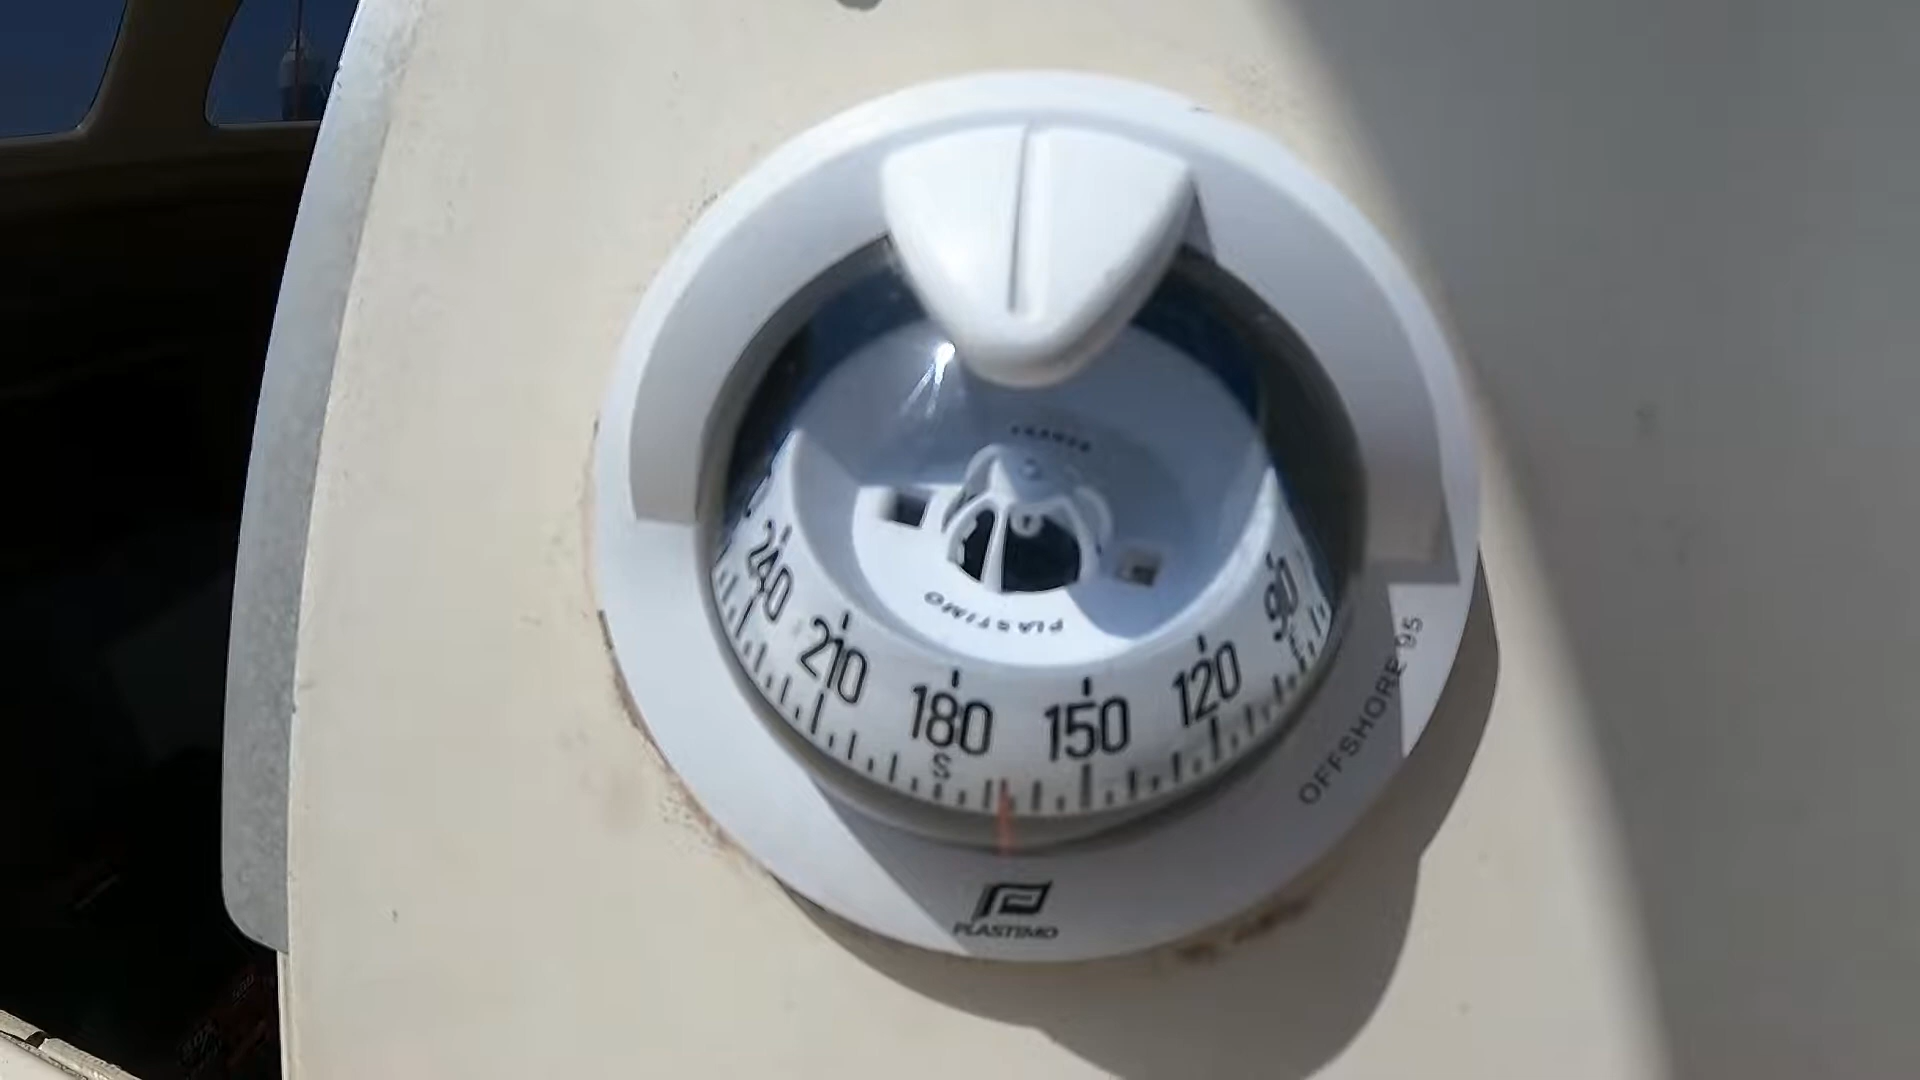 FRANCE
PLASTIMO
240
210
180
150
120
90
S
E
OFFSHORE 95
PLASTIMO